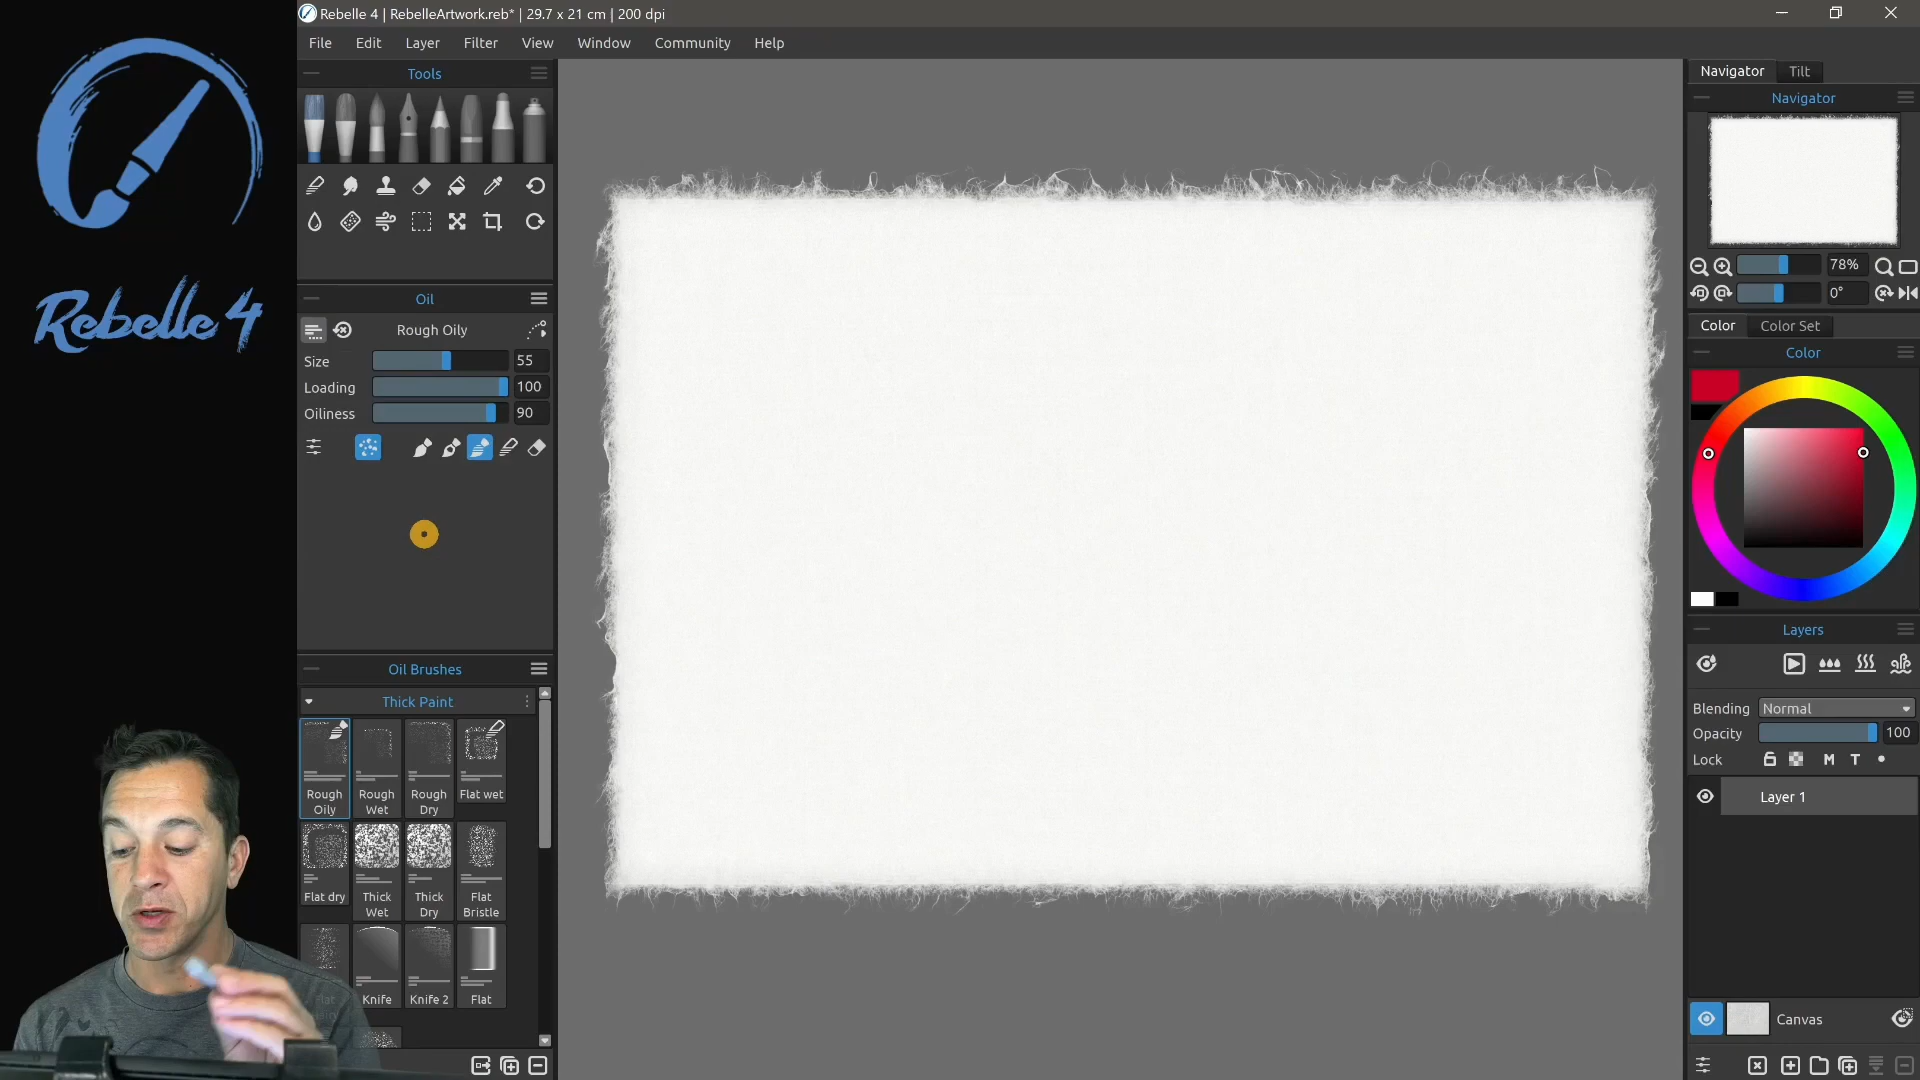 Rebelle 4 | RebelleArtwork.reb* | 29.7 x 21 cm | 200 dpi
File Edit Layer Filter View Window Community Help
Rebelle 4
Tools
Oil
Rough Oily
Size 55
Loading 100
Oiliness 90
Oil Brushes
Thick Paint
Rough Oily
Rough Wet
Rough Dry
Flat wet
Flat dry
Thick Wet
Thick Dry
Flat Bristle
Flat
Knife
Knife 2
Flat
Navigator Tilt
Navigator
78%
0°
Color Color Set
Color
Layers
Blending Normal
Opacity 100
Lock M T
Layer 1
Canvas